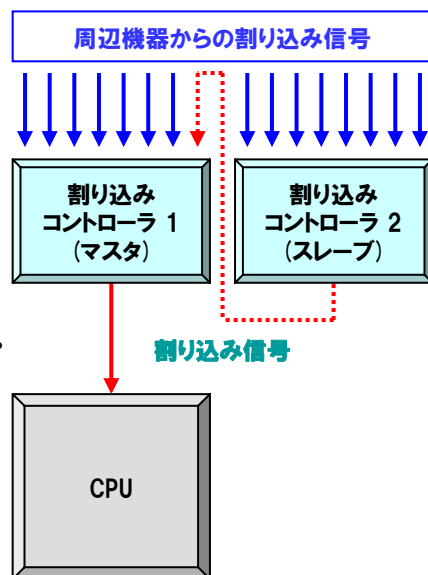 周辺機器からの割り込み信号
割り込み
コントローラ 1
(マスタ)
割り込み
コントローラ 2
(スレーブ)
割り込み信号
CPU